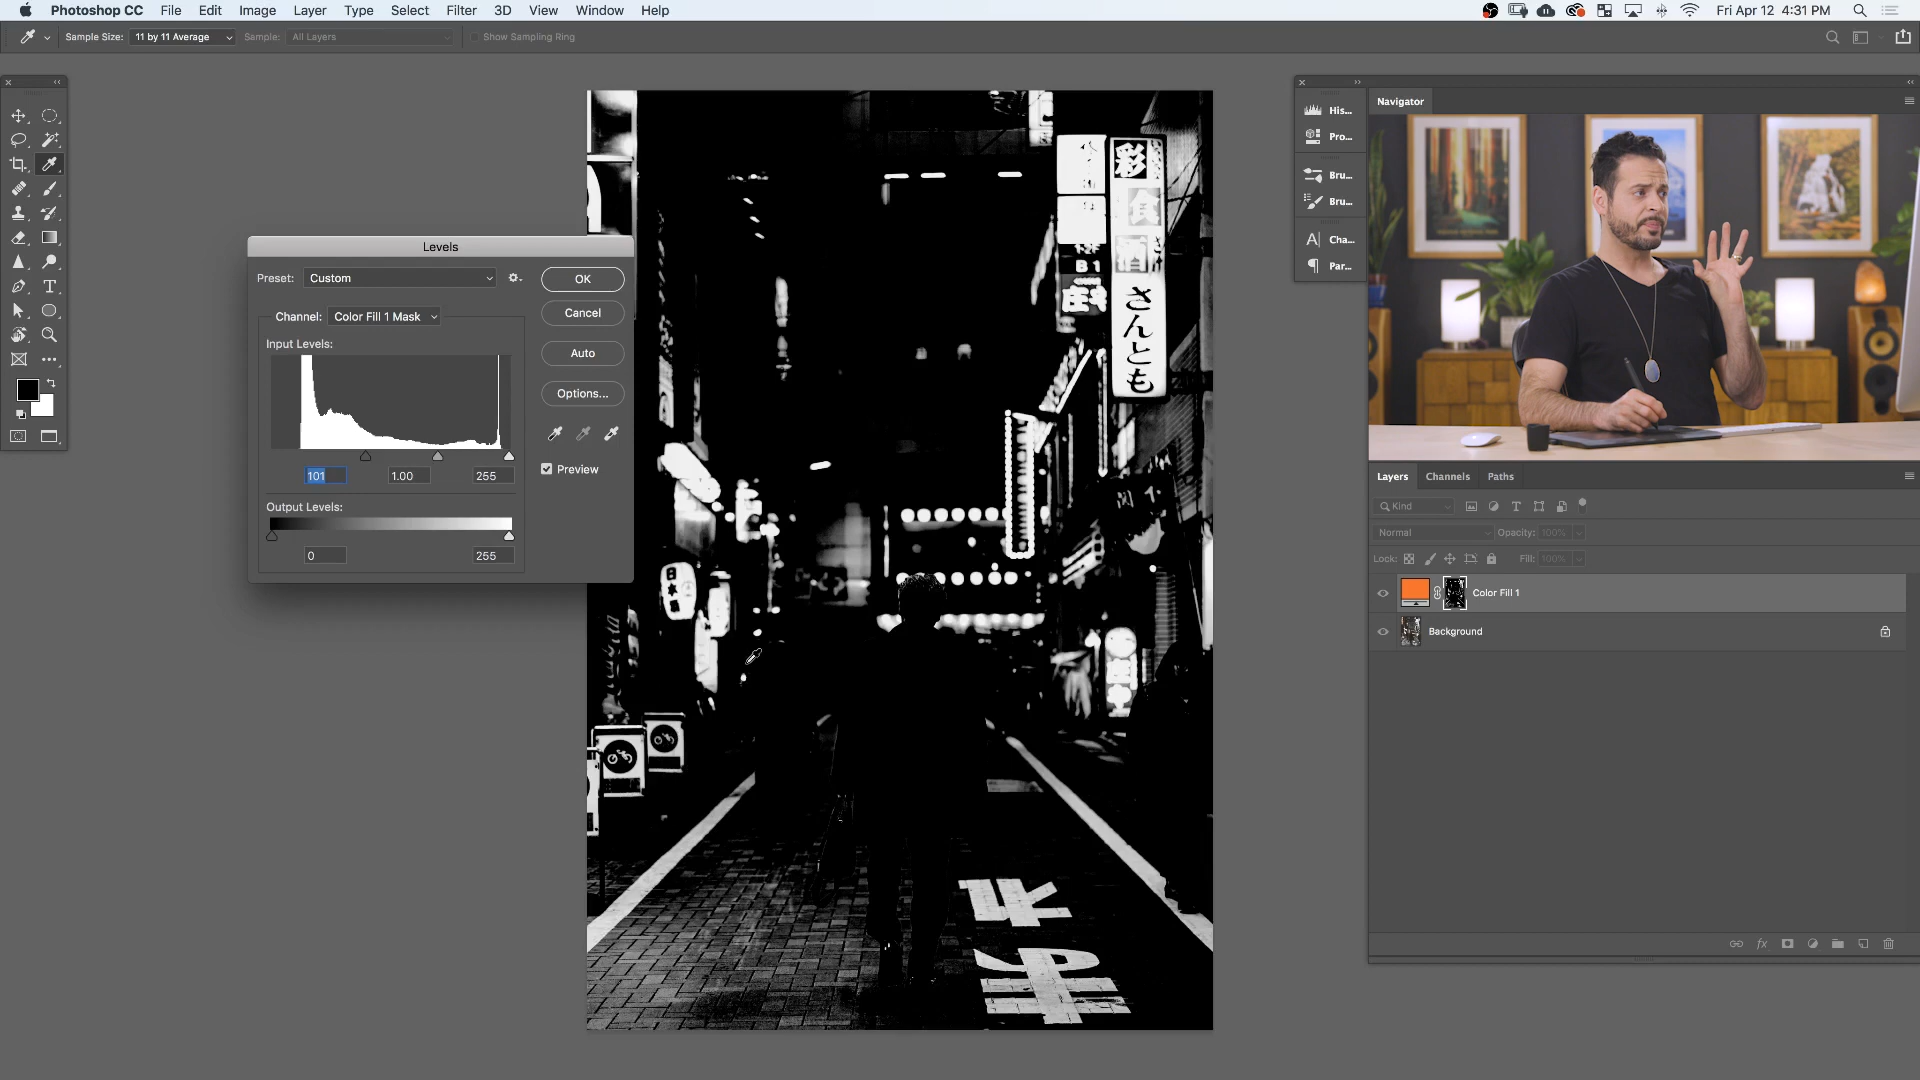 Photoshop CC File Edit Image Layer Type Select Filter 3D View Window Help Fri Apr 12 4:31 PM
Sample Size: 11 by 11 Average Sample: All Layers Show Sampling Ring
Levels
Preset: Custom
OK
Channel: Color Fill 1 Mask
Cancel
Input Levels:
Auto
Options...
Preview
101 1.00 255
Output Levels:
0 255
彩
食
酒
B1
さんとも
His...
Pro...
Bru...
Bru...
Cha...
Par...
Navigator
Layers Channels Paths
Kind
Normal Opacity: 100%
Lock: Fill: 100%
Color Fill 1
Background